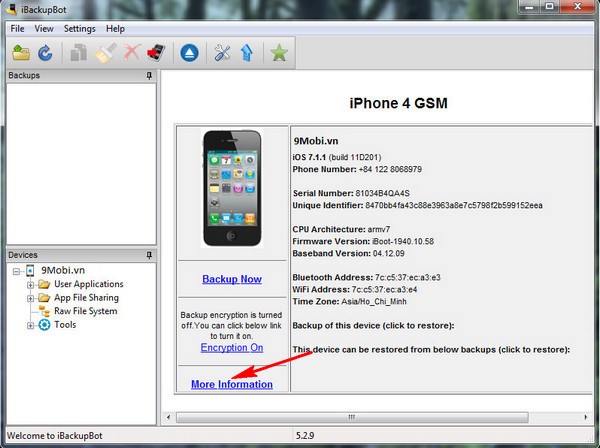 iBackupBot
File View Settings Help
Backups
iPhone 4 GSM
9Mobi.vn
iOS 7.1.1 (build 11D201)
Phone Number: +84 122 8068979
Serial Number: 81034B4QA4S
Unique Identifier: 8470bb4fa43c88e3963a8e7c5798f2b599152eea
CPU Architecture: armv7
Firmware Version: iBoot-1940.10.58
Baseband Version: 04.12.09
Bluetooth Address: 7c:c5:37:ec:a3:e3
WiFi Address: 7c:c5:37:ec:a3:e4
Time Zone: Asia/Ho_Chi_Minh
Backup of this device (click to restore):
This device can be restored from below backups (click to restore):
Backup Now
Backup encryption is turned
off.You can click below link
to turn it on.
Encryption On
More Information
Devices
9Mobi.vn
User Applications
App File Sharing
Raw File System
Tools
Welcome to iBackupBot
5.2.9